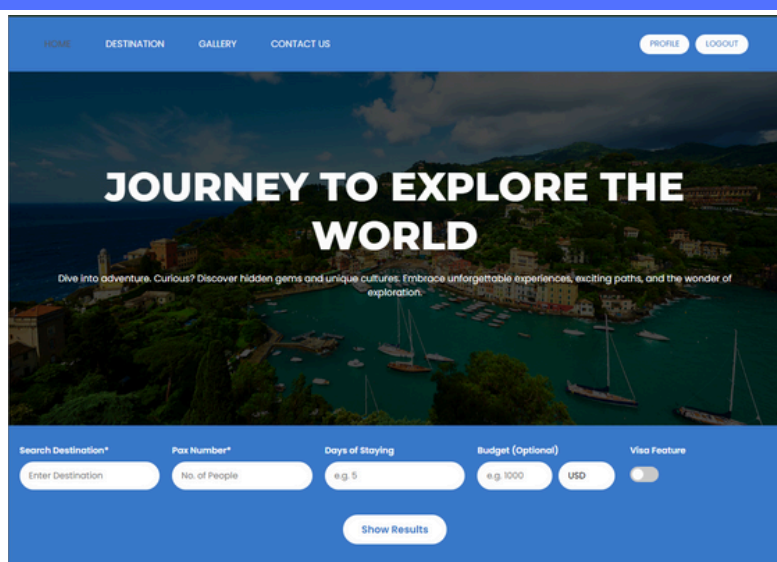 HOME DESTINATION GALLERY CONTACT US PROFILE LOGOUT
JOURNEY TO EXPLORE THE
WORLD
Dive into adventure. Curious? Discover hidden gems and unique cultures. Embrace unforgettable experiences, exciting paths, and the wonder of
exploration.
Search Destination* Pax Number* Days of Staying Budget (Optional) Visa Feature
Enter Destination No. of People e.g. 5 e.g. 1000 USD
Show Results